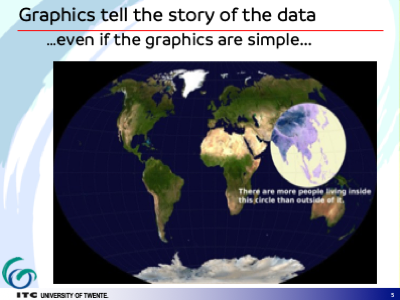 Graphics tell the story of the data
...even if the graphics are simple...
There are more people living inside
this circle than outside of it.
ITC UNIVERSITY OF TWENTE.
5